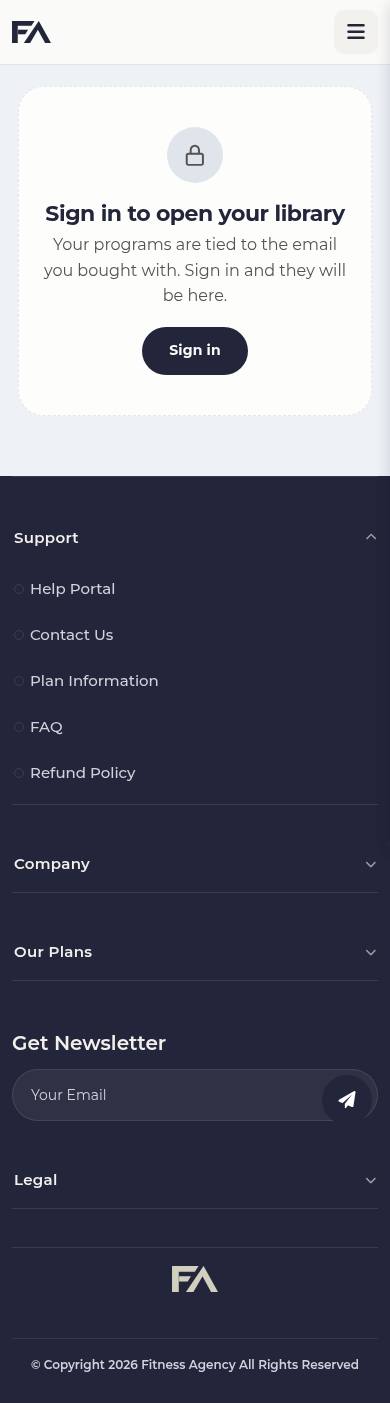 FA
Sign in to open your library
Your programs are tied to the email
you bought with. Sign in and they will
be here.
Sign in
Support
Help Portal
Contact Us
Plan Information
FAQ
Refund Policy
Company
Our Plans
Get Newsletter
Your Email
Legal
FA
© Copyright 2026 Fitness Agency All Rights Reserved